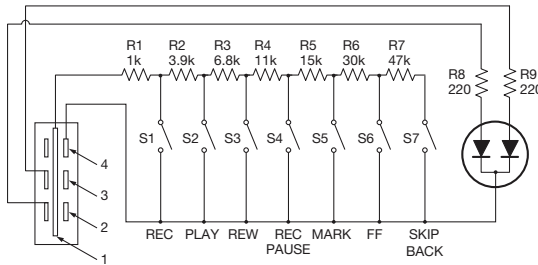 R1 R2 R3 R4 R5 R6 R7
1k 3.9k 6.8k 11k 15k 30k 47k
R8 R9
220 220
S1 S2 S3 S4 S5 S6 S7
4
3
2
1
REC PLAY REW REC PAUSE MARK FF SKIP BACK